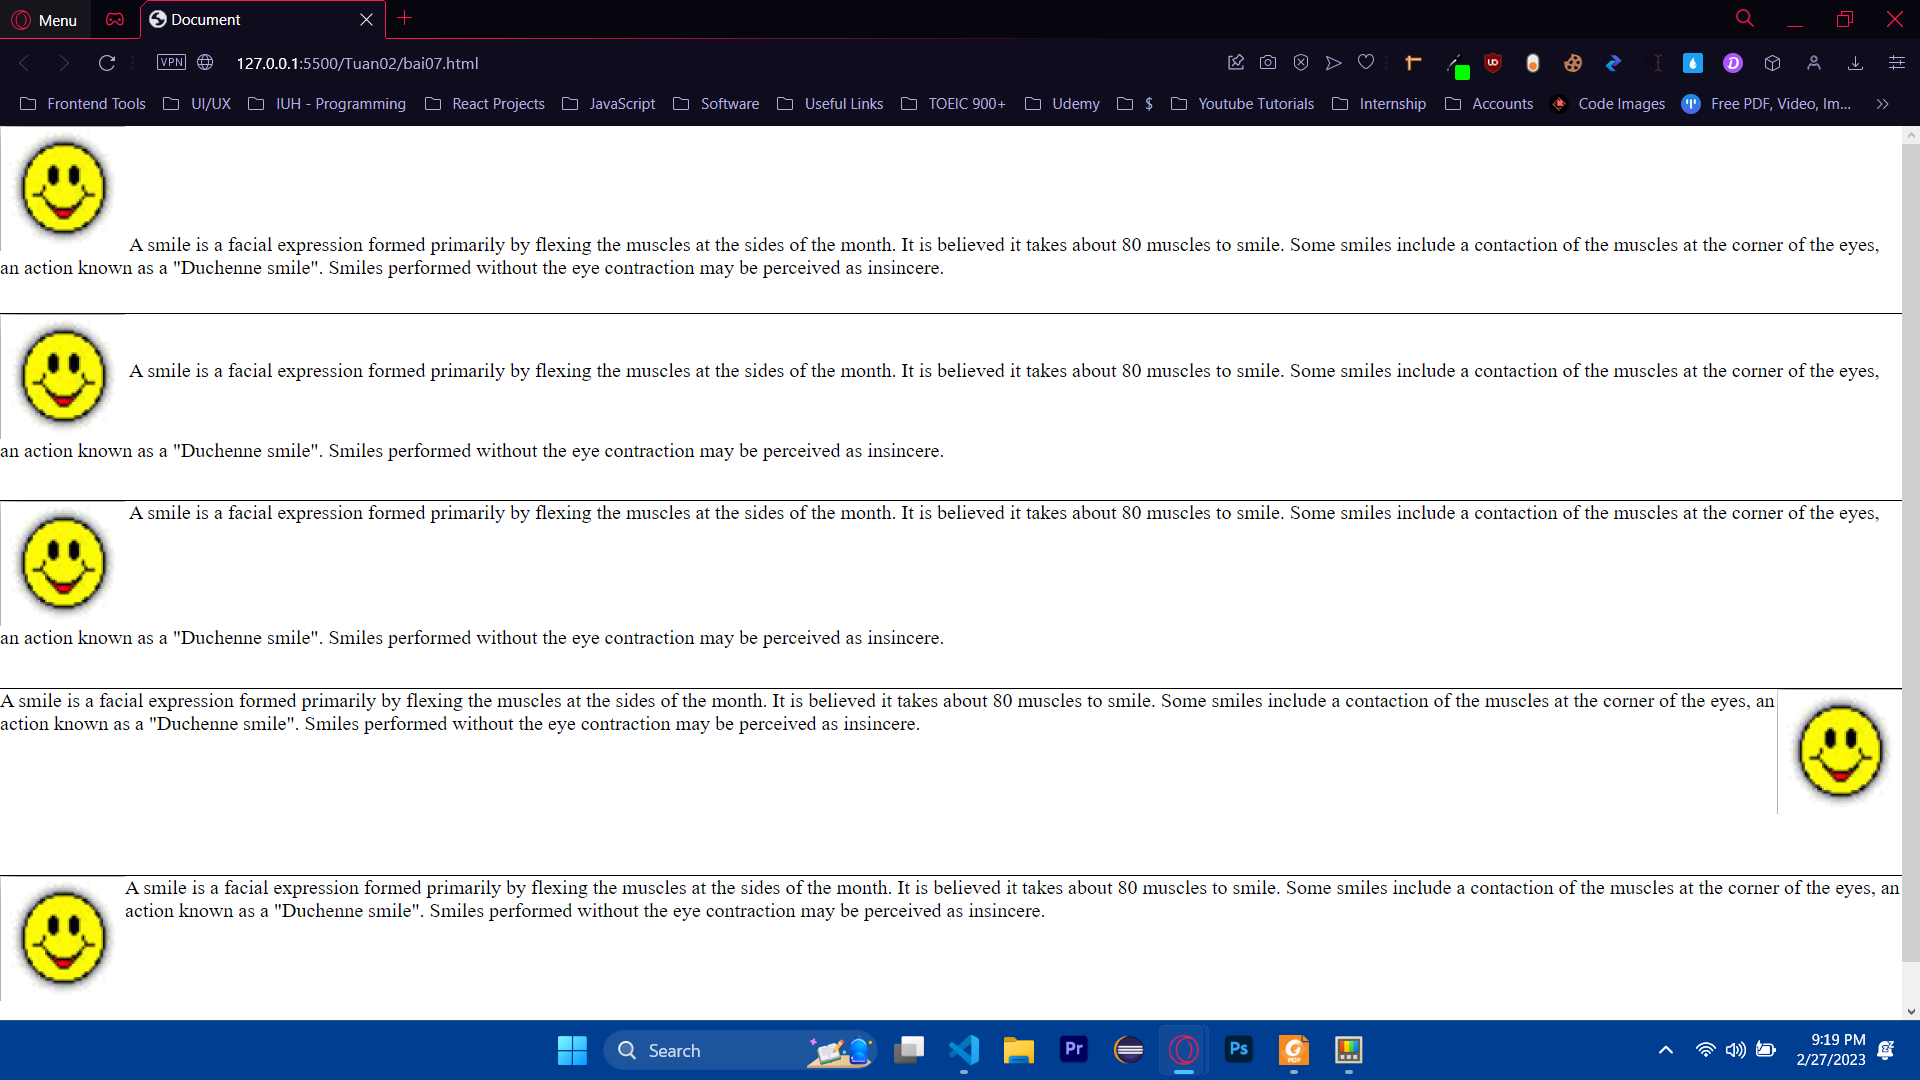 Menu
Document
VPN
127.0.0.1:5500/Tuan02/bai07.html
Frontend Tools UI/UX IUH - Programming React Projects JavaScript Software Useful Links TOEIC 900+ Udemy $ Youtube Tutorials Internship Accounts Code Images Free PDF, Video, Im...
A smile is a facial expression formed primarily by flexing the muscles at the sides of the month. It is believed it takes about 80 muscles to smile. Some smiles include a contaction of the muscles at the corner of the eyes,
an action known as a "Duchenne smile". Smiles performed without the eye contraction may be perceived as insincere.
A smile is a facial expression formed primarily by flexing the muscles at the sides of the month. It is believed it takes about 80 muscles to smile. Some smiles include a contaction of the muscles at the corner of the eyes,
an action known as a "Duchenne smile". Smiles performed without the eye contraction may be perceived as insincere.
A smile is a facial expression formed primarily by flexing the muscles at the sides of the month. It is believed it takes about 80 muscles to smile. Some smiles include a contaction of the muscles at the corner of the eyes,
an action known as a "Duchenne smile". Smiles performed without the eye contraction may be perceived as insincere.
A smile is a facial expression formed primarily by flexing the muscles at the sides of the month. It is believed it takes about 80 muscles to smile. Some smiles include a contaction of the muscles at the corner of the eyes, an
action known as a "Duchenne smile". Smiles performed without the eye contraction may be perceived as insincere.
A smile is a facial expression formed primarily by flexing the muscles at the sides of the month. It is believed it takes about 80 muscles to smile. Some smiles include a contaction of the muscles at the corner of the eyes, an
action known as a "Duchenne smile". Smiles performed without the eye contraction may be perceived as insincere.
Search
Pr
Ps
PDF
9:19 PM
2/27/2023